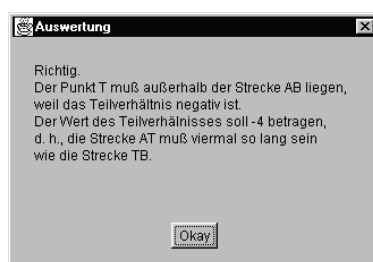 Auswertung
Richtig.
Der Punkt T muß außerhalb der Strecke AB liegen,
weil das Teilverhältnis negativ ist.
Der Wert des Teilverhälnisses soll -4 betragen,
d. h., die Strecke AT muß viermal so lang sein
wie die Strecke TB.
Okay